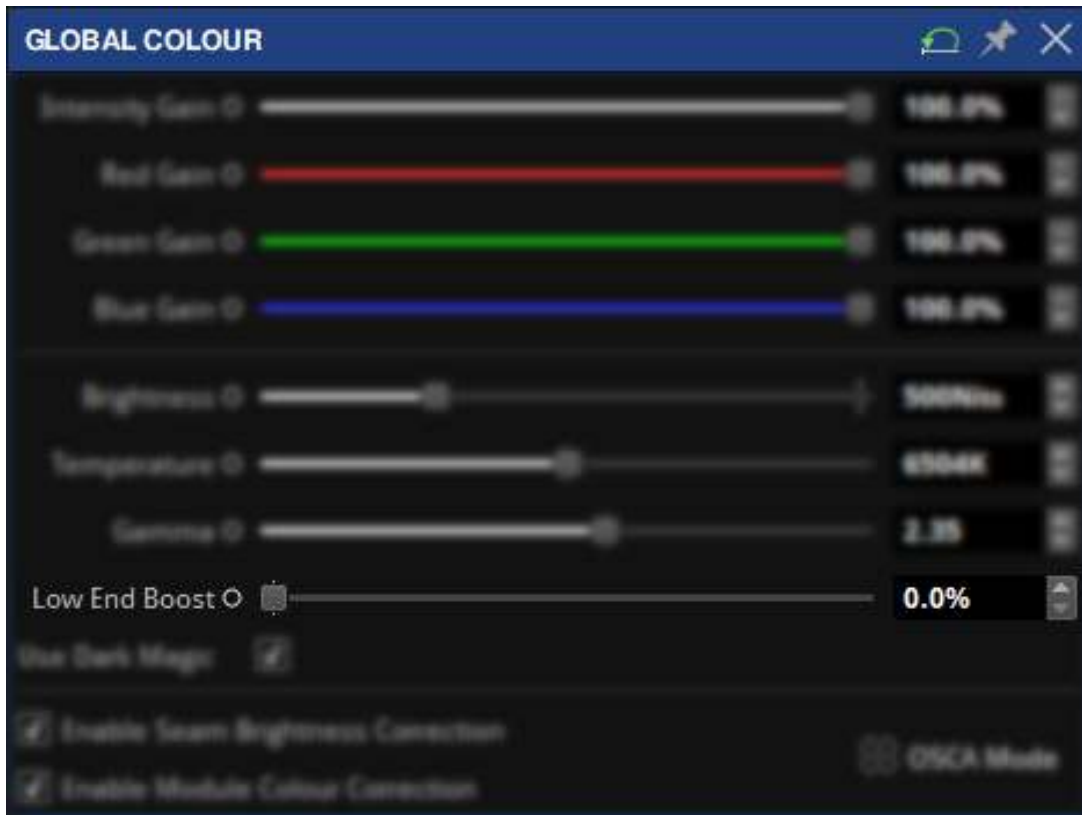 GLOBAL COLOUR
Intensity Gain 100.0%
Red Gain 100.0%
Green Gain 100.0%
Blue Gain 100.0%
Brightness 500Nits
Temperature 6504K
Gamma 2.35
Low End Boost 0.0%
Use Dark Magic
Enable Seam Brightness Correction
OSCA Mode
Enable Module Colour Correction